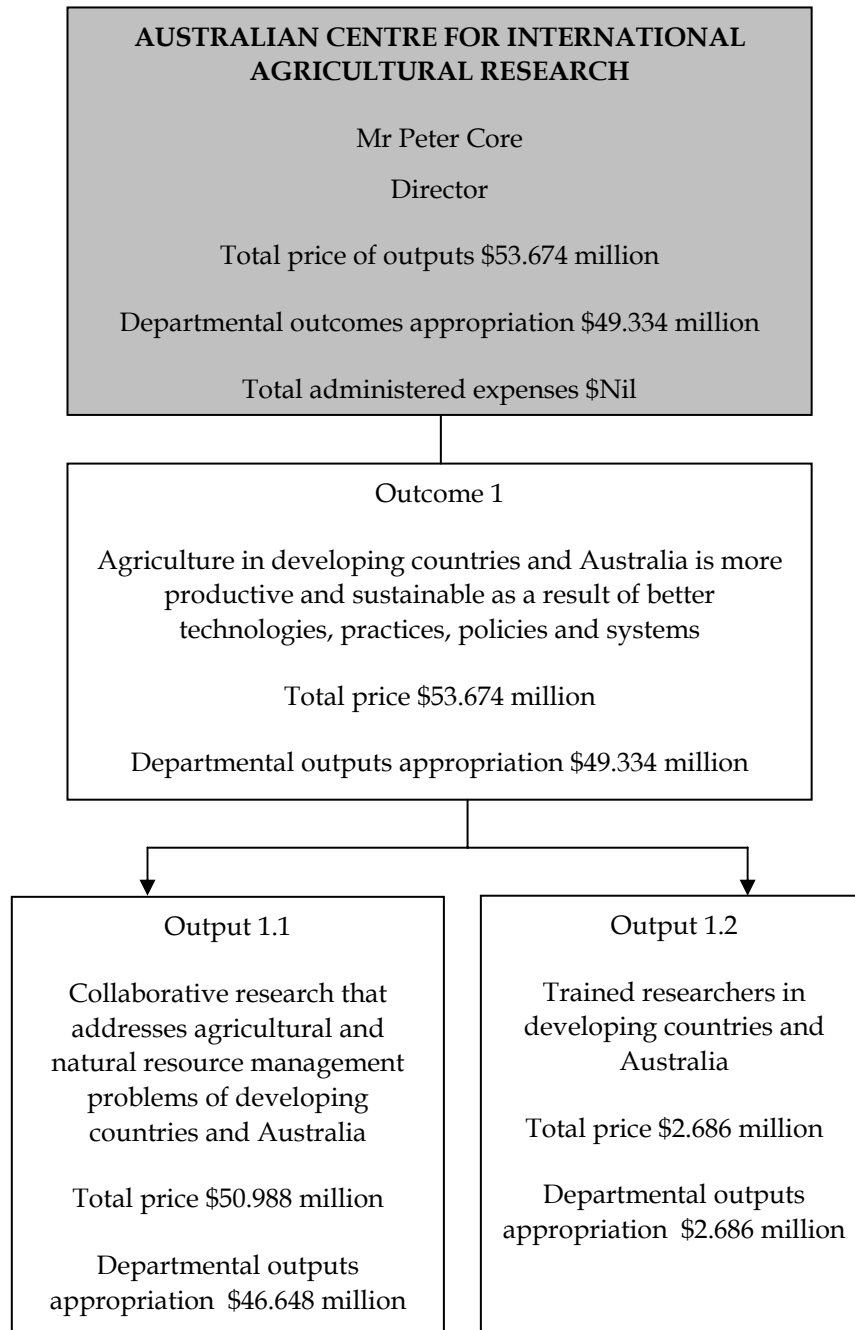 AUSTRALIAN CENTRE FOR INTERNATIONAL
AGRICULTURAL RESEARCH
Mr Peter Core
Director
Total price of outputs $53.674 million
Departmental outcomes appropriation $49.334 million
Total administered expenses $Nil
Outcome 1
Agriculture in developing countries and Australia is more
productive and sustainable as a result of better
technologies, practices, policies and systems
Total price $53.674 million
Departmental outputs appropriation $49.334 million
Output 1.1
Collaborative research that
addresses agricultural and
natural resource management
problems of developing
countries and Australia
Total price $50.988 million
Departmental outputs
appropriation $46.648 million
Output 1.2
Trained researchers in
developing countries and
Australia
Total price $2.686 million
Departmental outputs
appropriation $2.686 million